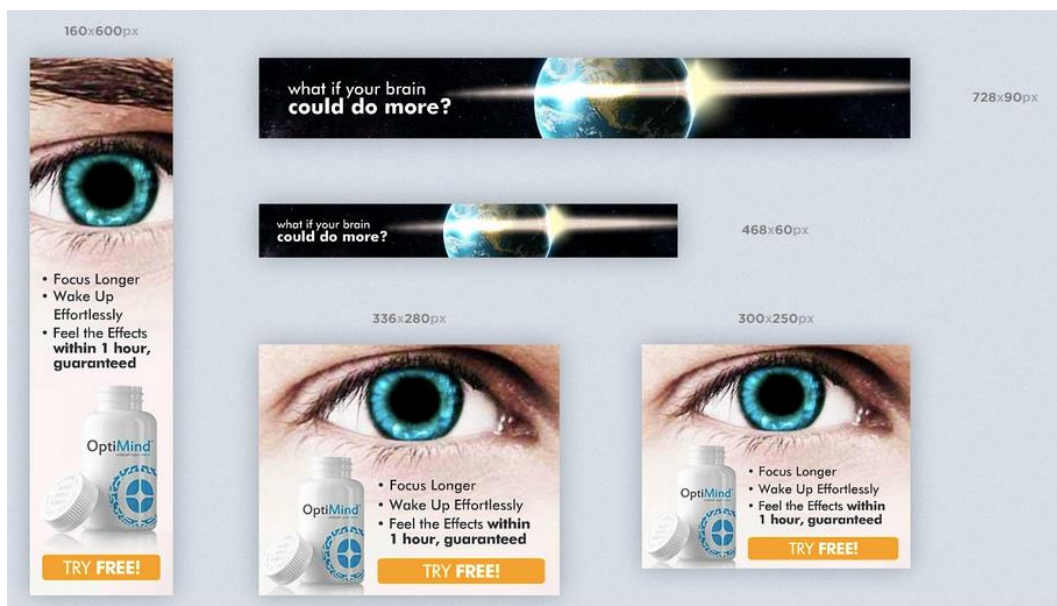 160x600px
• Focus Longer
• Wake Up
Effortlessly
• Feel the Effects
within 1 hour,
guaranteed
OptiMind
TRY FREE!
what if your brain
could do more?
728x90px
what if your brain
could do more?
468x60px
336x280px
OptiMind
• Focus Longer
• Wake Up Effortlessly
• Feel the Effects within
1 hour, guaranteed
TRY FREE!
300x250px
OptiMind
• Focus Longer
• Wake Up Effortlessly
• Feel the Effects within
1 hour, guaranteed
TRY FREE!